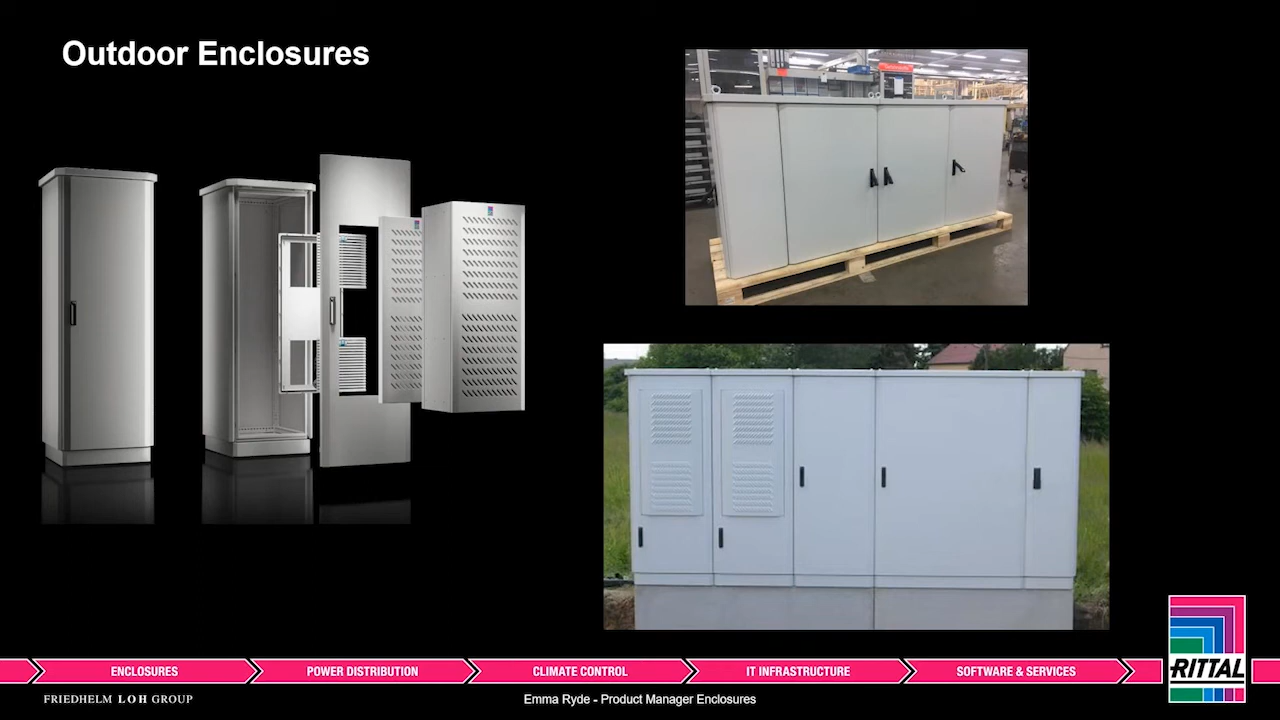 Outdoor Enclosures
ENCLOSURES
POWER DISTRIBUTION
CLIMATE CONTROL
IT INFRASTRUCTURE
SOFTWARE & SERVICES
RITTAL
FRIEDHELM LOH GROUP
Emma Ryde - Product Manager Enclosures